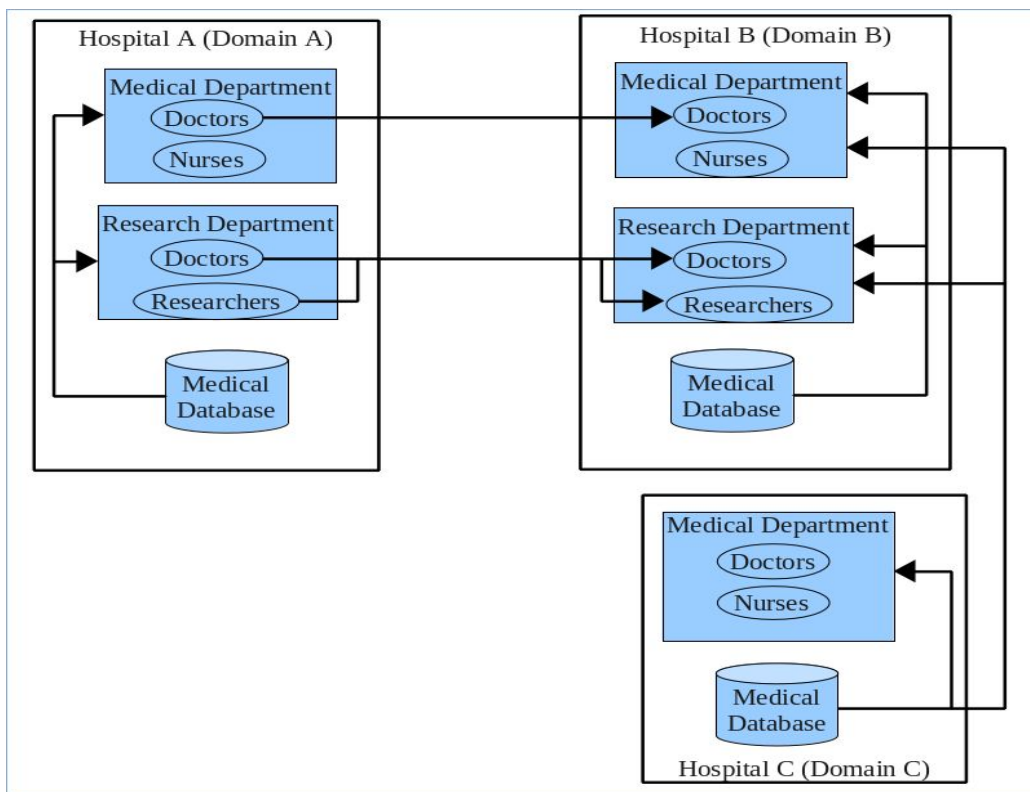 Hospital A (Domain A)
Medical Department
Doctors
Nurses
Research Department
Doctors
Researchers
Medical
Database
Hospital B (Domain B)
Medical Department
Doctors
Nurses
Research Department
Doctors
Researchers
Medical
Database
Medical Department
Doctors
Nurses
Medical
Database
Hospital C (Domain C)